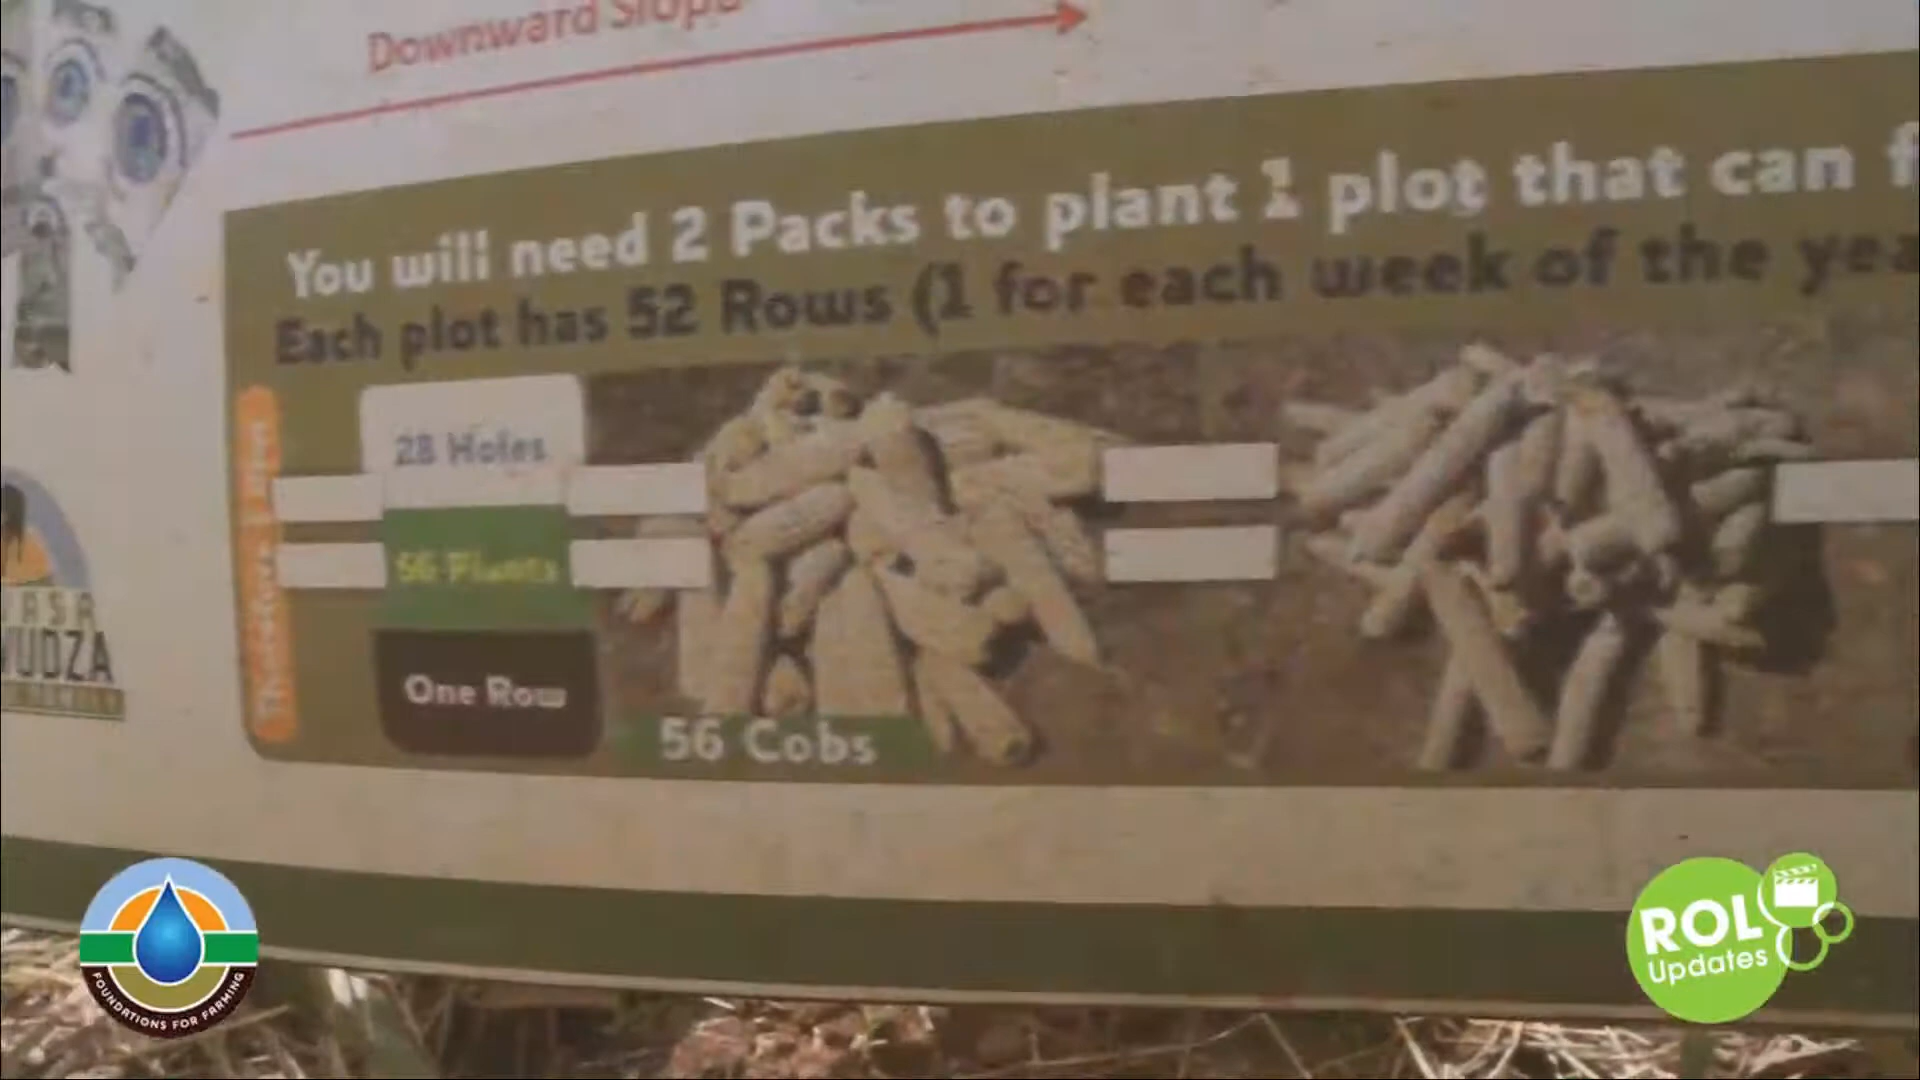 Downward Slope
You will need 2 Packs to plant 1 plot that can
Each plot has 52 Rows (1 for each week of the yea
28 Holes
56 Plants
One Row
56 Cobs
ASA
VUDZA
FOUNDATIONS FOR FARMING
ROL
Updates